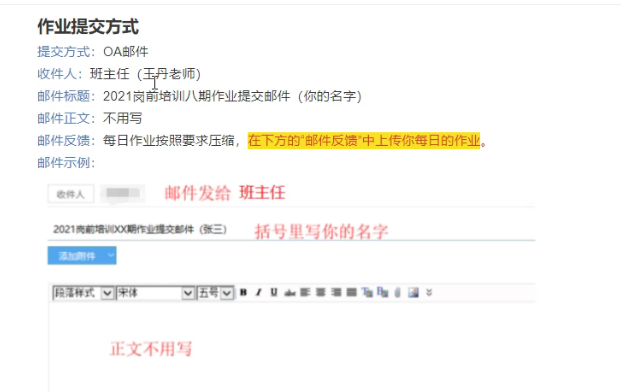 作业提交方式
提交方式：OA邮件
收件人：班主任（王丹老师）
邮件标题：2021岗前培训八期作业提交邮件（你的名字）
邮件正文：不用写
邮件反馈：每日作业按照要求压缩，在下方的“邮件反馈”中上传你每日的作业。
邮件示例：
收件人 邮件发给 班主任
2021岗前培训XX期作业提交邮件（张三） 括号里写你的名字
添加附件
段落样式 宋体 五号 B I U abc
正文不用写